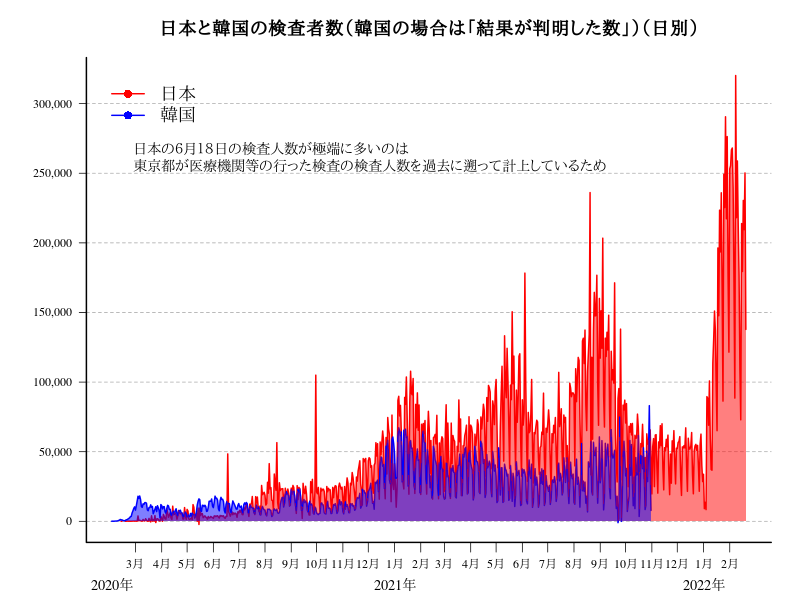 日本と韓国の検査者数(韓国の場合は「結果が判明した数」)(日別)
日本
韓国
日本の6月18日の検査人数が極端に多いのは
東京都が医療機関等の行った検査の検査人数を過去に遡って計上しているため
300,000
250,000
200,000
150,000
100,000
50,000
0
3月 4月 5月 6月 7月 8月 9月 10月 11月 12月 1月 2月 3月 4月 5月 6月 7月 8月 9月 10月 11月 12月 1月 2月
2020年 2021年 2022年